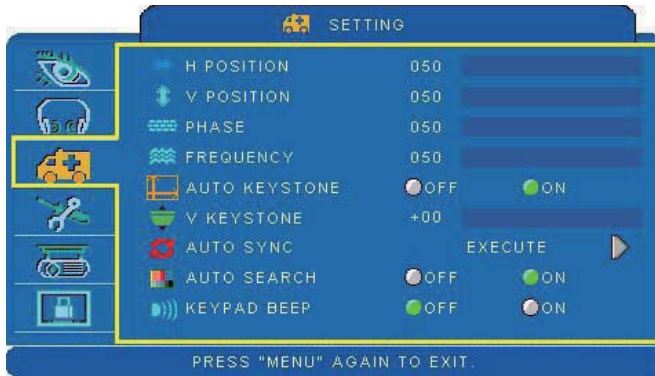 SETTING
H POSITION 050
V POSITION 050
PHASE 050
FREQUENCY 050
AUTO KEYSTONE OFF ON
V KEYSTONE +00
AUTO SYNC EXECUTE
AUTO SEARCH OFF ON
KEYPAD BEEP OFF ON
PRESS "MENU" AGAIN TO EXIT.